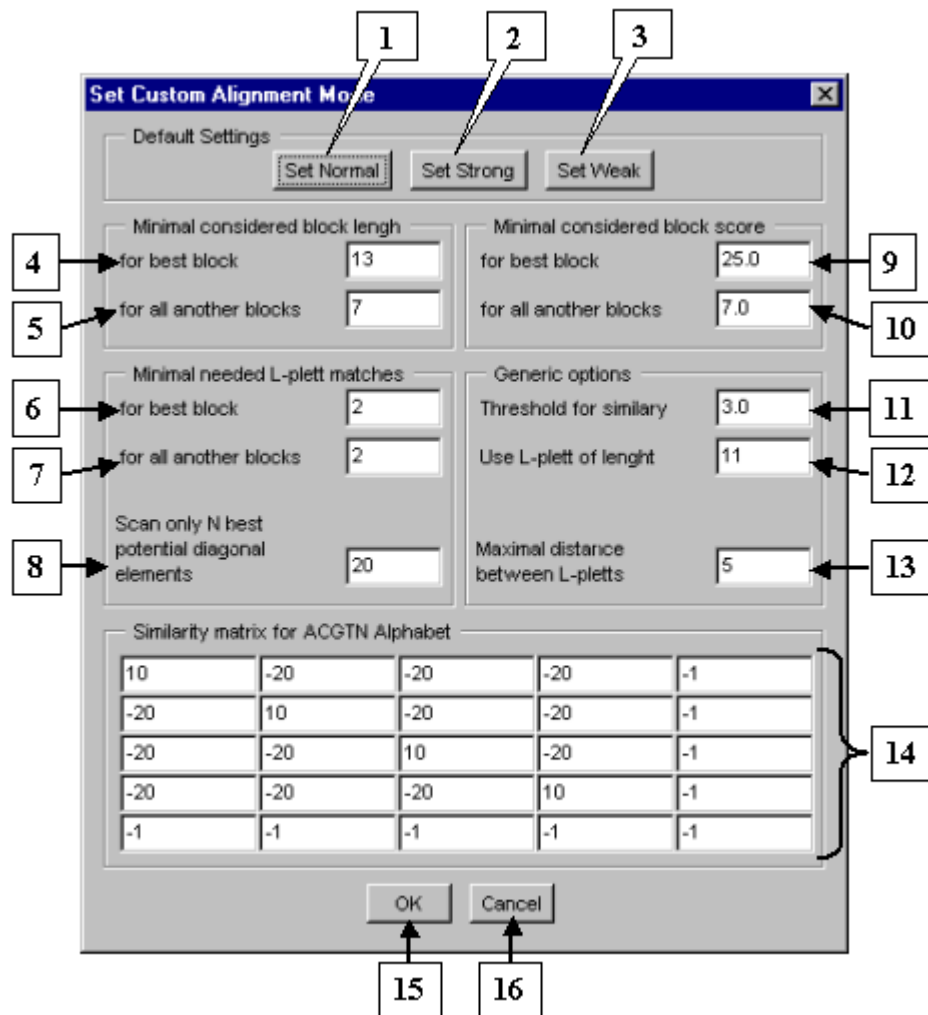 1 2 3
Set Custom Alignment Mode
Default Settings
Set Normal Set Strong Set Weak
Minimal considered block lengh
4 for best block 13
5 for all another blocks 7
Minimal considered block score
for best block 25.0 9
for all another blocks 7.0 10
Minimal needed L-plett matches
6 for best block 2
7 for all another blocks 2
8 Scan only N best
potential diagonal
elements 20
Generic options
Threshold for similary 3.0 11
Use L-plett of lenght 11 12
Maximal distance
between L-pletts 5 13
Similarity matrix for ACGTN Alphabet
10 -20 -20 -20 -1
-20 10 -20 -20 -1
-20 -20 10 -20 -1
-20 -20 -20 10 -1
-1 -1 -1 -1 -1
14
OK Cancel
15 16